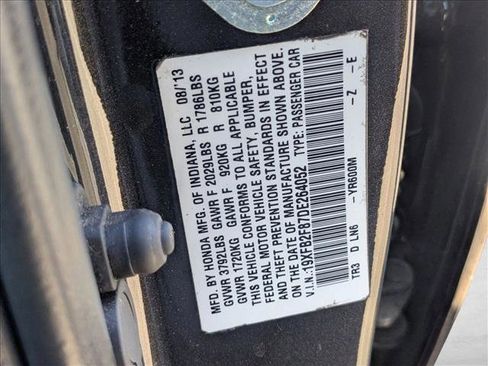 MFD. BY HONDA MFG. OF INDIANA, LLC 08/13
GVWR 3792LBS GAWR F 2029LBS R 1786LBS
GVWR 1720KG GAWR F 920KG R 810KG
THIS VEHICLE CONFORMS TO ALL APPLICABLE
FEDERAL MOTOR VEHICLE SAFETY, BUMPER,
AND THEFT PREVENTION STANDARDS IN EFFECT
ON THE DATE OF MANUFACTURE SHOWN ABOVE.
V.I.N.:19XFB2F87DE264052 TYPE: PASSENGER CAR
TR3 D LN6 -YR600M -Z -E